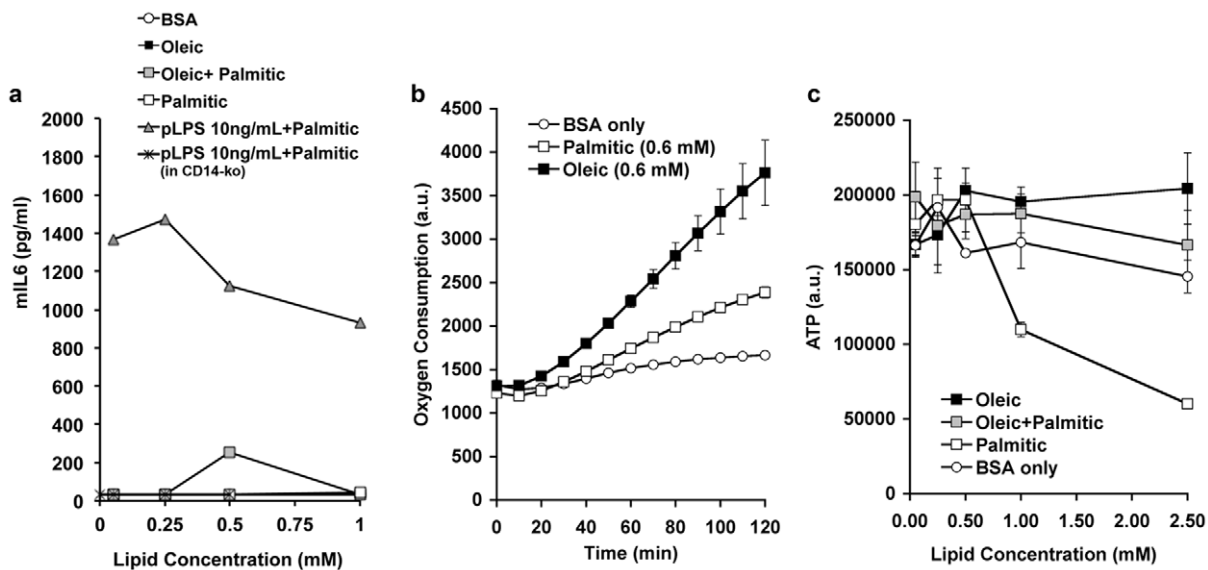 BSA
Oleic
Oleic+ Palmitic
Palmitic
pLPS 10ng/mL+Palmitic
pLPS 10ng/mL+Palmitic
(in CD14-ko)
a
mIL6 (pg/ml)
2000
1800
1600
1400
1200
1000
800
600
400
200
0
0
0.25
0.5
0.75
1
Lipid Concentration (mM)
b
BSA only
Palmitic (0.6 mM)
Oleic (0.6 mM)
Oxygen Consumption (a.u.)
4500
4000
3500
3000
2500
2000
1500
1000
500
0
0
20
40
60
80
100
120
Time (min)
c
ATP (a.u.)
250000
200000
150000
100000
50000
0
Oleic
Oleic+Palmitic
Palmitic
BSA only
0.00
0.50
1.00
1.50
2.00
2.50
Lipid Concentration (mM)